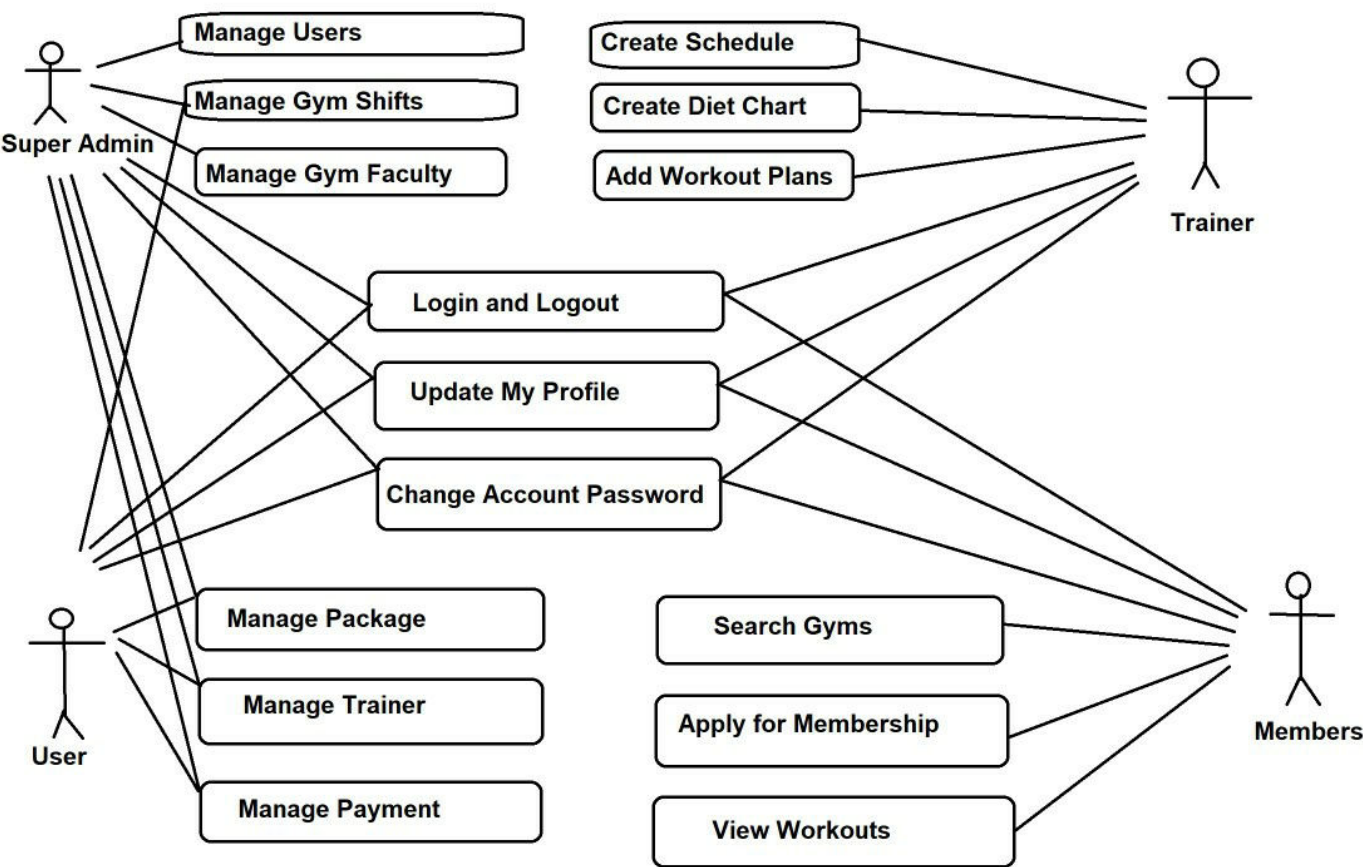 Manage Users
Create Schedule
Manage Gym Shifts
Create Diet Chart
Super Admin
Manage Gym Faculty
Add Workout Plans
Trainer
Login and Logout
Update My Profile
Change Account Password
Manage Package
Search Gyms
Manage Trainer
Apply for Membership
Members
User
Manage Payment
View Workouts